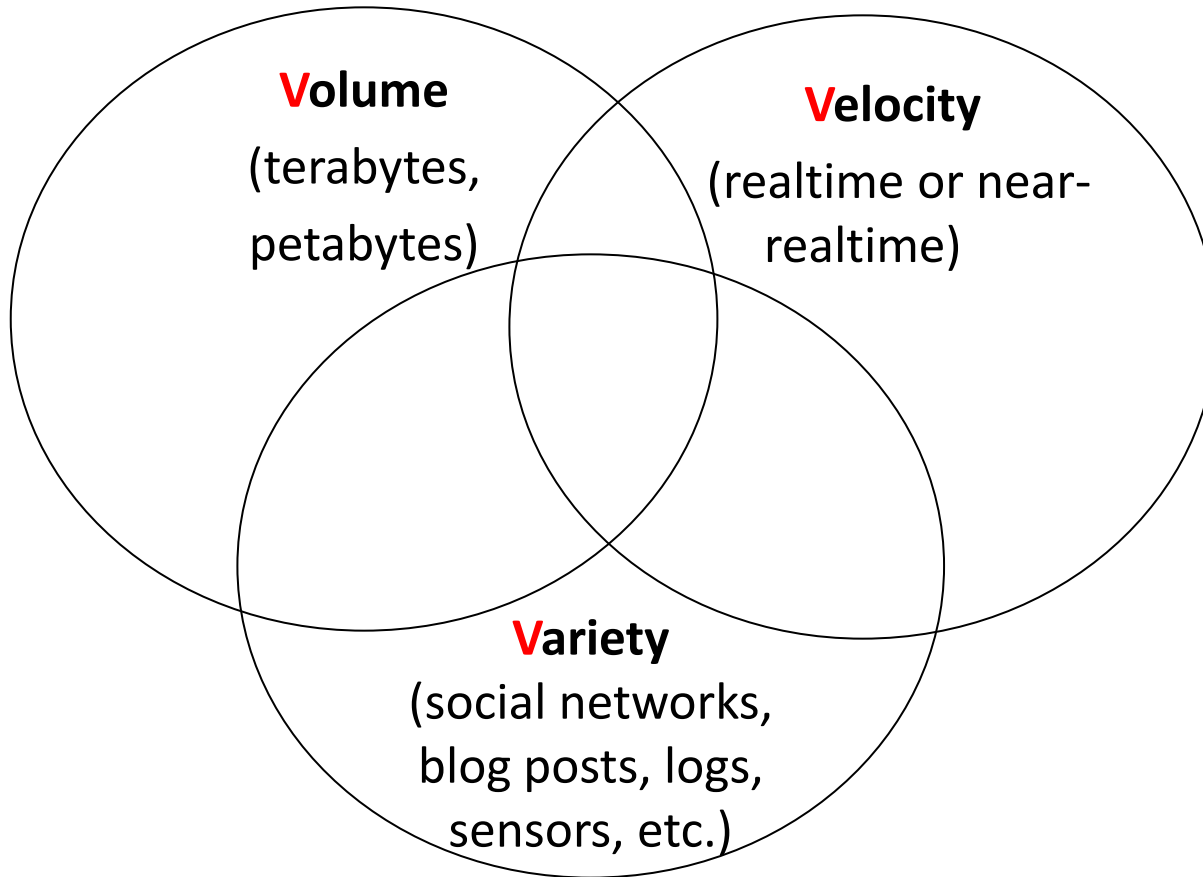 Volume
(terabytes,
petabytes)
Velocity
(realtime or near-
realtime)
Variety
(social networks,
blog posts, logs,
sensors, etc.)